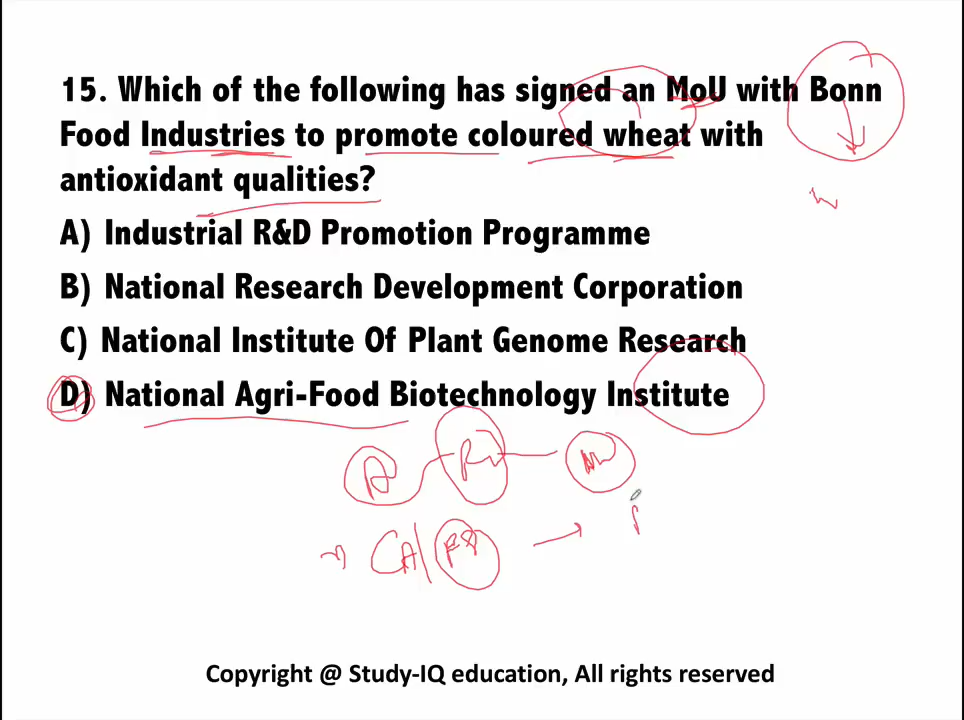 15. Which of the following has signed an MoU with Bonn
Food Industries to promote coloured wheat with
antioxidant qualities?
A) Industrial R&D Promotion Programme
B) National Research Development Corporation
C) National Institute Of Plant Genome Research
D) National Agri-Food Biotechnology Institute
A
CA
Copyright @ Study-IQ education, All rights reserved